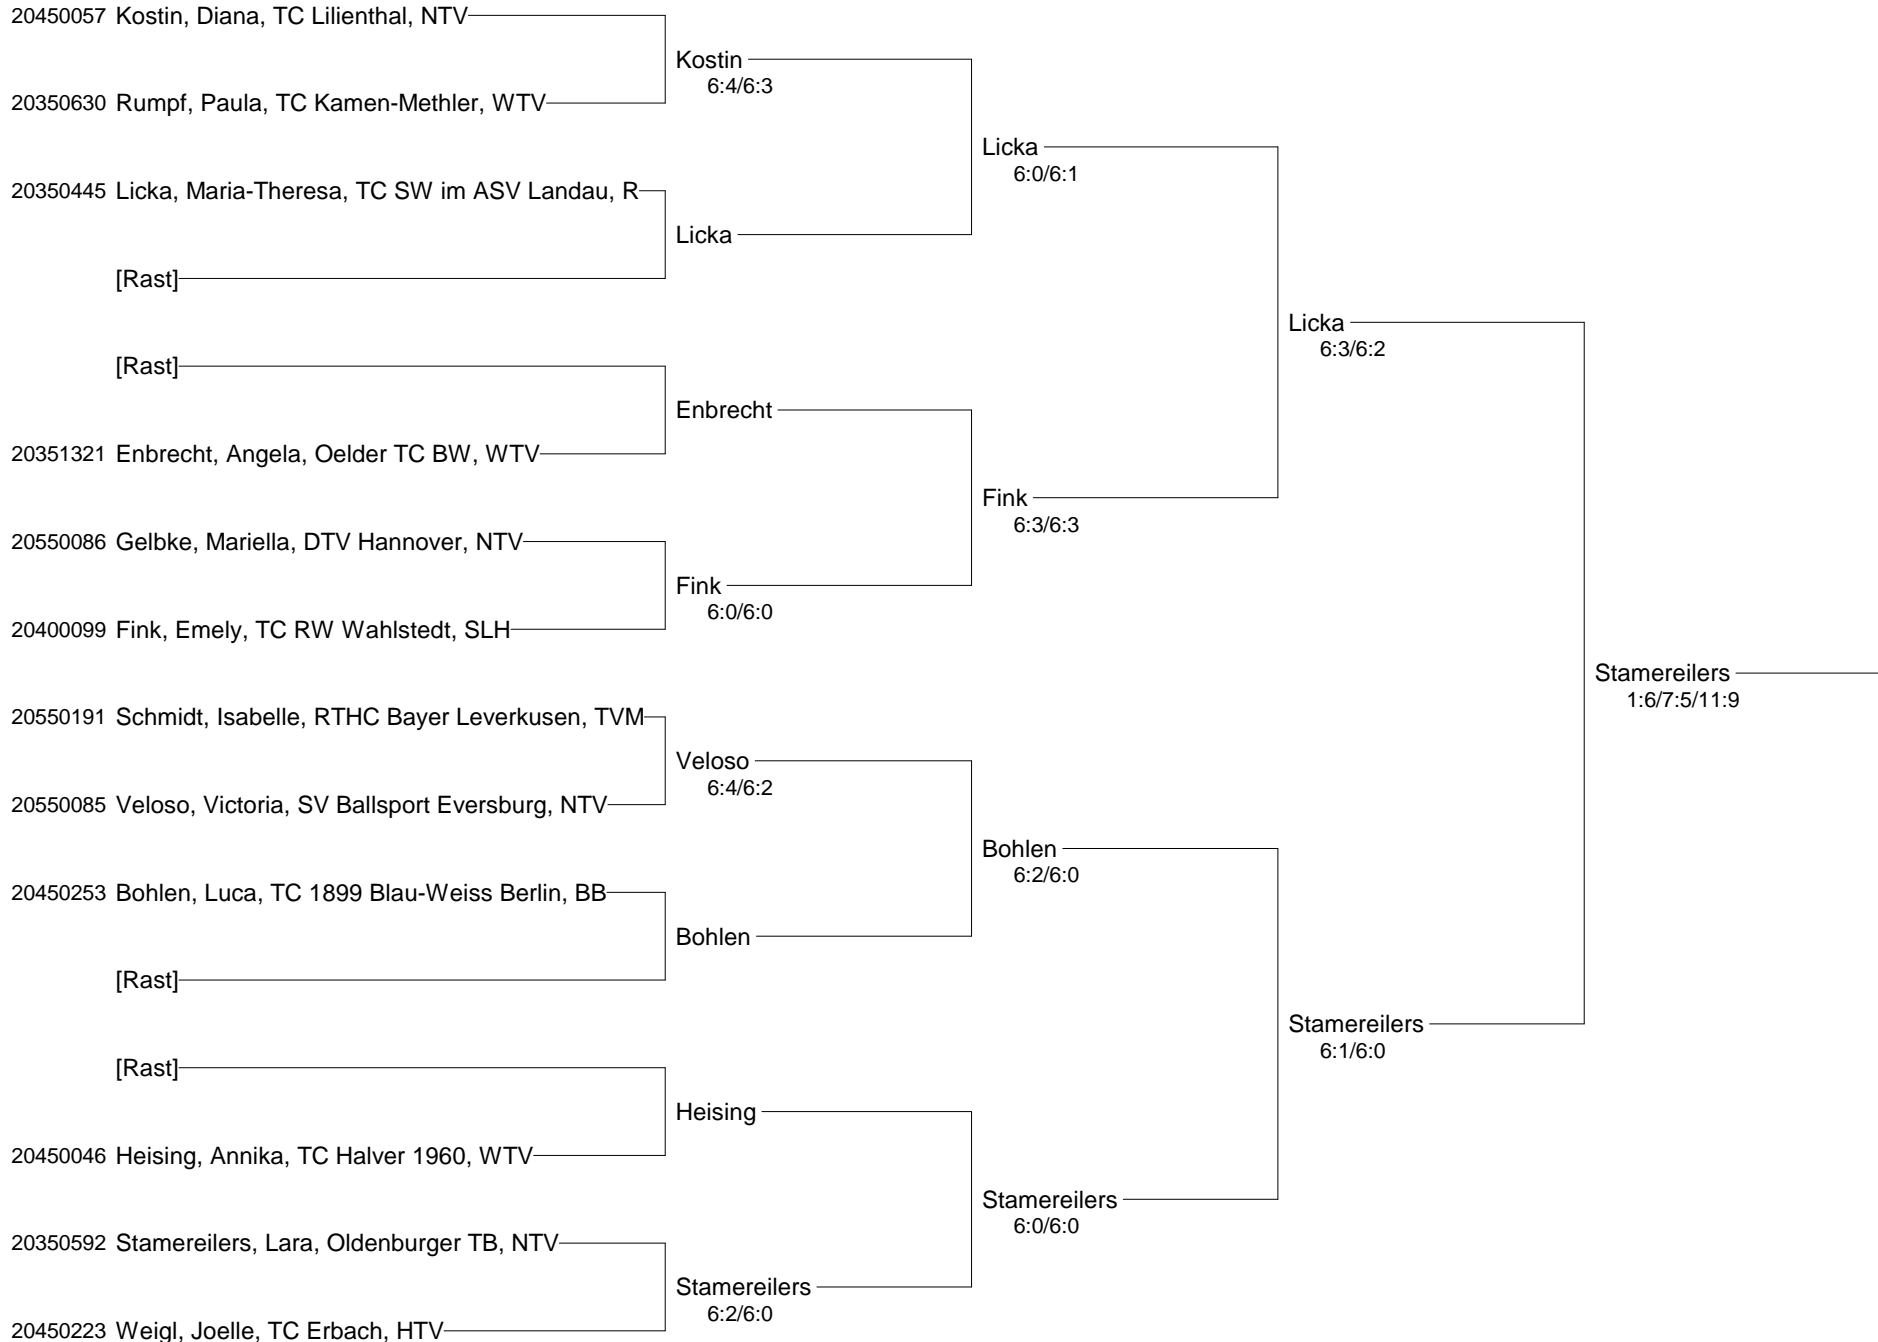 20450057 Kostin, Diana, TC Lilienthal, NTV
Kostin
6:4/6:3
20350630 Rumpf, Paula, TC Kamen-Methler, WTV
Licka
6:0/6:1
20350445 Licka, Maria-Theresa, TC SW im ASV Landau, R
Licka
[Rast]
Licka
6:3/6:2
[Rast]
Enbrecht
20351321 Enbrecht, Angela, Oelder TC BW, WTV
Fink
6:3/6:3
20550086 Gelbke, Mariella, DTV Hannover, NTV
Fink
6:0/6:0
20400099 Fink, Emely, TC RW Wahlstedt, SLH
Stamereilers
1:6/7:5/11:9
20550191 Schmidt, Isabelle, RTHC Bayer Leverkusen, TVM
Veloso
6:4/6:2
20550085 Veloso, Victoria, SV Ballsport Eversburg, NTV
Bohlen
6:2/6:0
20450253 Bohlen, Luca, TC 1899 Blau-Weiss Berlin, BB
Bohlen
[Rast]
Stamereilers
6:1/6:0
[Rast]
Heising
20450046 Heising, Annika, TC Halver 1960, WTV
Stamereilers
6:0/6:0
20350592 Stamereilers, Lara, Oldenburger TB, NTV
Stamereilers
6:2/6:0
20450223 Weigl, Joelle, TC Erbach, HTV